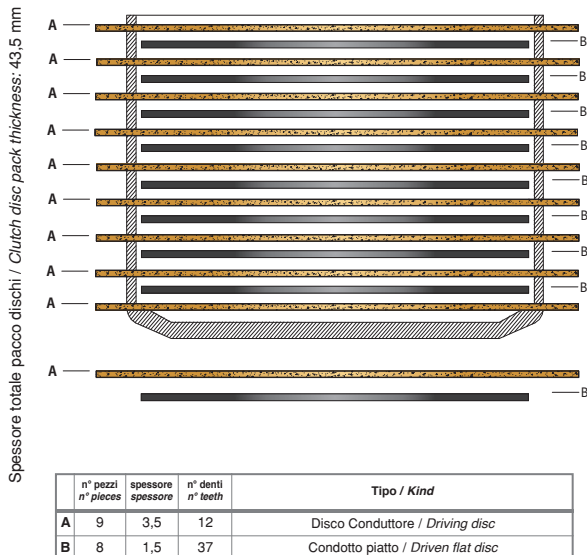 Spessore totale pacco dischi / Clutch disc pack thickness: 43,5 mm
A
B
A
B
A
B
A
B
A
B
A
B
A
B
A
B
A
A
B
n° pezzi spessore n° denti Tipo / Kind
n° pieces spessore n° teeth
A 9 3,5 12 Disco Conduttore / Driving disc
B 8 1,5 37 Condotto piatto / Driven flat disc